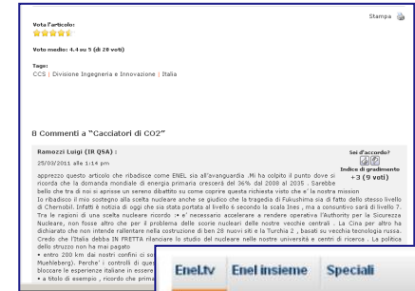 Stampa
Vota l'articolo:
Voto medio: 4.4 su 5 (di 28 voti)
Tags:
CCS | Divisione Ingegneria e Innovazione | Italia
8 Commenti a "Cacciatori di CO2"
Ramozzi Luigi (IR QSA) :
Sei d'accordo?
25/03/2011 alle 1:14 pm
Indice di gradimento
+3 (9 voti)
apprezzo questo articolo che ribadisce come ENEL sia all'avanguardia .Mi ha colpito il punto dove si
ricorda che la domanda mondiale di energia primaria crescerà del 36% dal 2008 al 2035 . Sarebbe
bello che tra di noi si aprisse un sereno dibattito su come coprire questa richiesta visto che e' la nostra mission
Io ribadisco il mio sostegno alla scelta nucleare anche se giudico che la tragedia di Fukushima sia di fatto dello stesso livello
di Chernobil. Infatti è notizia di oggi che sia stata portata al livello 6 secondo la scala Ines , ma a consuntivo sarà di livello 7.
Tra le ragioni di una scelta nucleare ricordo :• e' necessario accelerare a rendere operativa l'Authority per la Sicurezza
Nucleare, non fosse altro che per il problema delle scorie nucleari delle nostre vecchie centrali . La Cina per altro ha
dichiarato che non intende rallentare nella costruzione di ben 28 nuovi siti e la Turchia 2 , basati su vecchia tecnologia russa.
Credo che l'Italia debba IN FRETTA rilanciare lo studio del nucleare nelle nostre università e centri di ricerca . La politica
dello struzzo non ha mai pagato
• entro 200 km dai nostri confini ci so
Muehleberg). Perche' i controlli di ques
bloccare le esperienze italiane in essere
• a titolo di esempio , ricordo che prima
Enel.tv
Enel insieme
Speciali